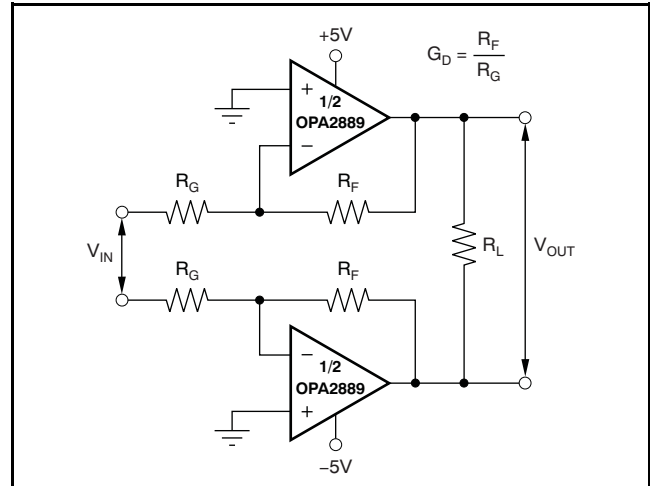 +5V
G_D = R_F / R_G
+
1/2
OPA2889
−
R_G
R_F
V_IN
R_L
V_OUT
R_G
R_F
−
1/2
OPA2889
+
−5V